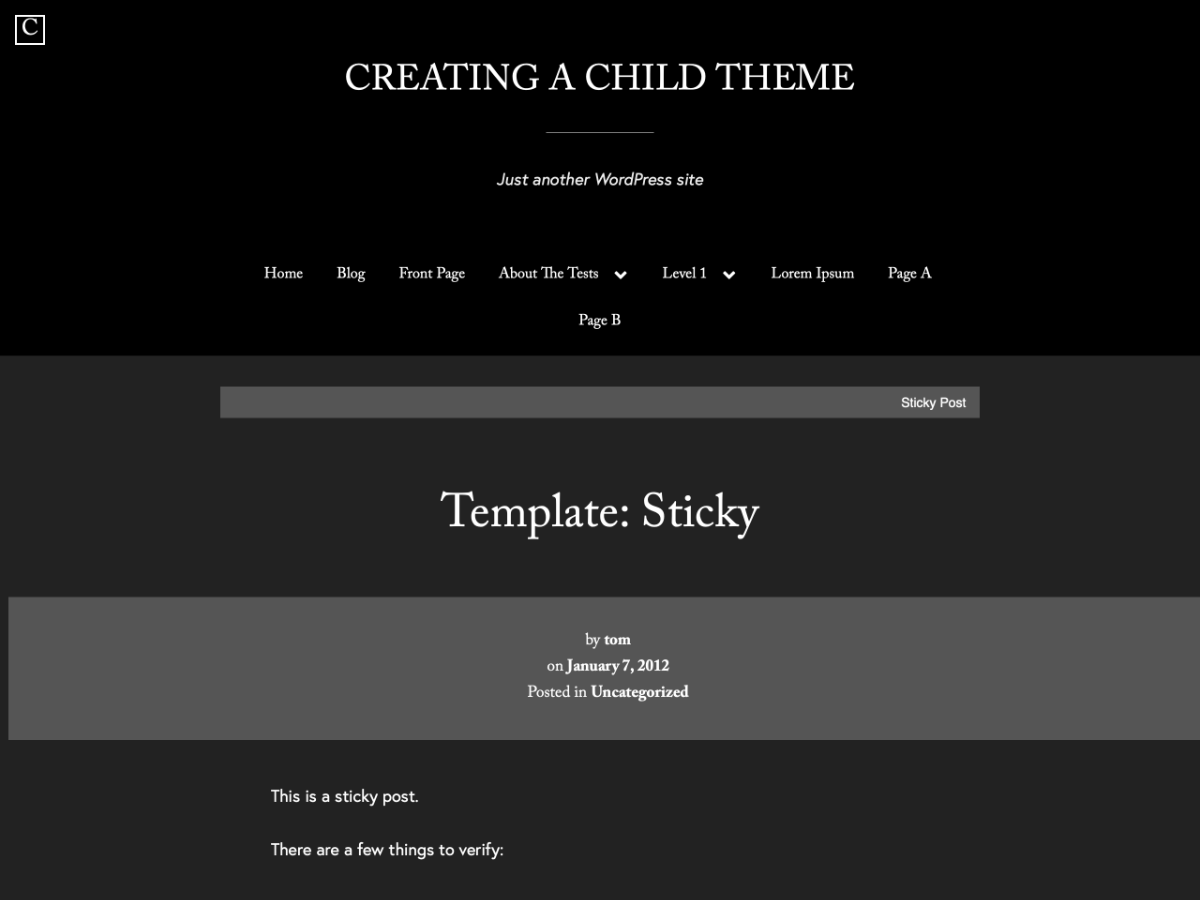 C
CREATING A CHILD THEME
Just another WordPress site
Home Blog Front Page About The Tests Level 1 Lorem Ipsum Page A
Page B
Sticky Post
Template: Sticky
by tom
on January 7, 2012
Posted in Uncategorized
This is a sticky post.
There are a few things to verify: